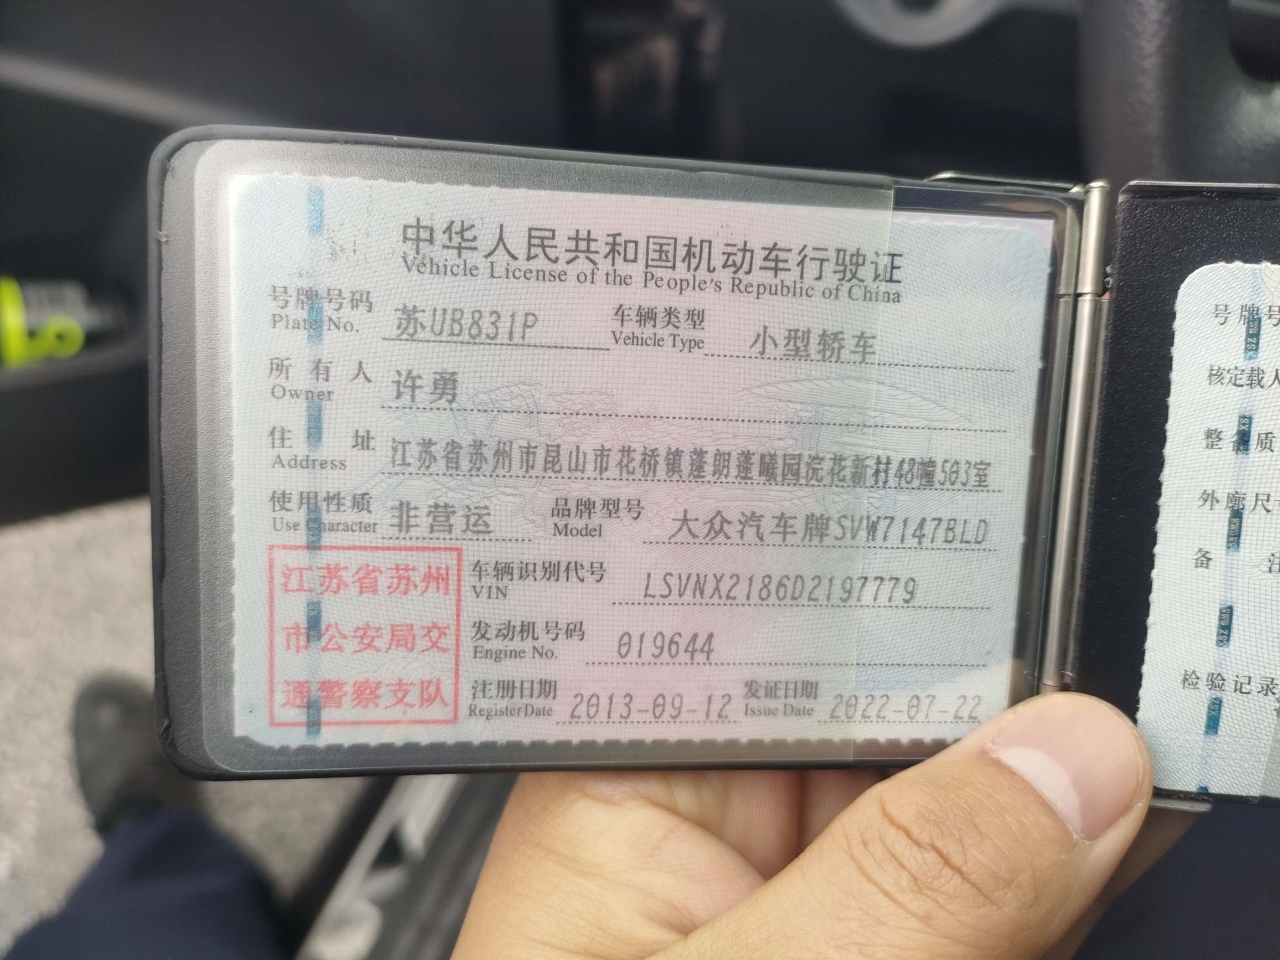 中华人民共和国机动车行驶证
Vehicle License of the People's Republic of China
号牌号码 苏UB831P 车辆类型 小型轿车
Plate No. Vehicle Type
所有人 许勇
Owner
住址 江苏省苏州市昆山市花桥镇蓬朗蓬曦园浣花新村48幢503室
Address
使用性质 非营运 品牌型号 大众汽车牌SVW7147BLD
Use Character Model
江苏省苏州
市公安局交
通警察支队
车辆识别代号 LSVNX2186D2197779
VIN
发动机号码 019644
Engine No.
注册日期 2013-09-12 发证日期 2022-07-22
Register Date Issue Date
号牌号
核定载人
整备质
外廓尺
备
检验记录